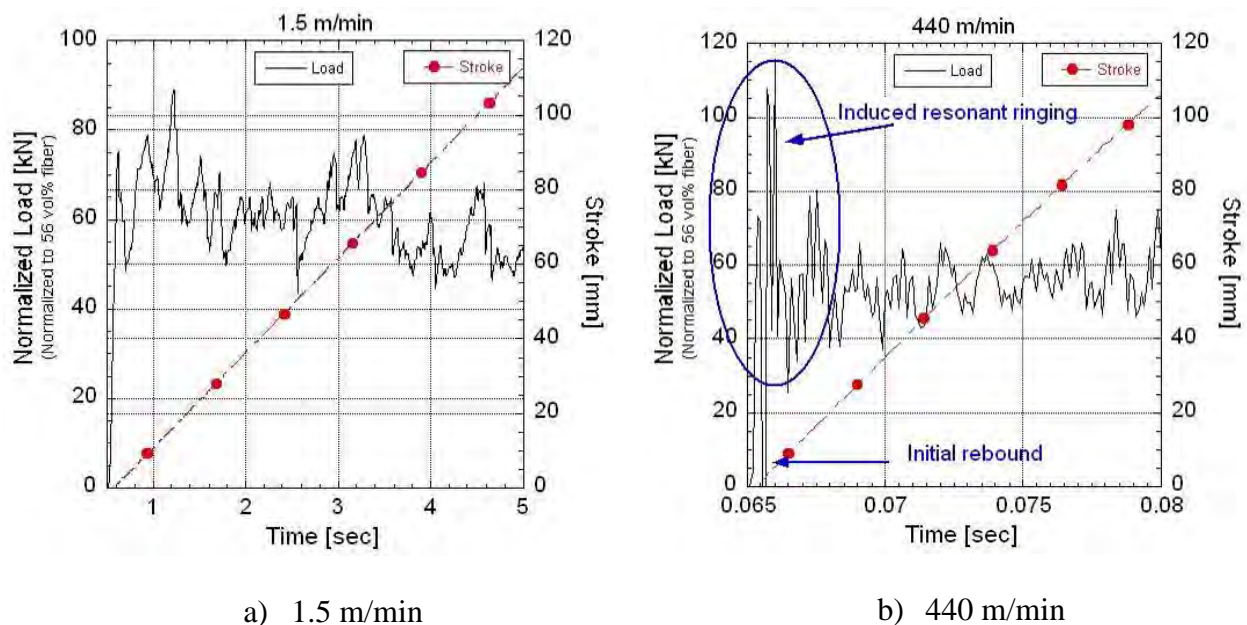 1.5 m/min
100
80
60
40
20
0
Normalized Load [kN]
(Normalized to 56 vol% fiber)
Load
Stroke
120
100
80
60
40
20
0
Stroke [mm]
1
2
3
4
5
Time [sec]
a) 1.5 m/min
440 m/min
120
100
80
60
40
20
0
Normalized Load [kN]
(Normalized to 56 vol% fiber)
Load
Stroke
Induced resonant ringing
Initial rebound
120
100
80
60
40
20
0
Stroke [mm]
0.065
0.07
0.075
0.08
Time [sec]
b) 440 m/min